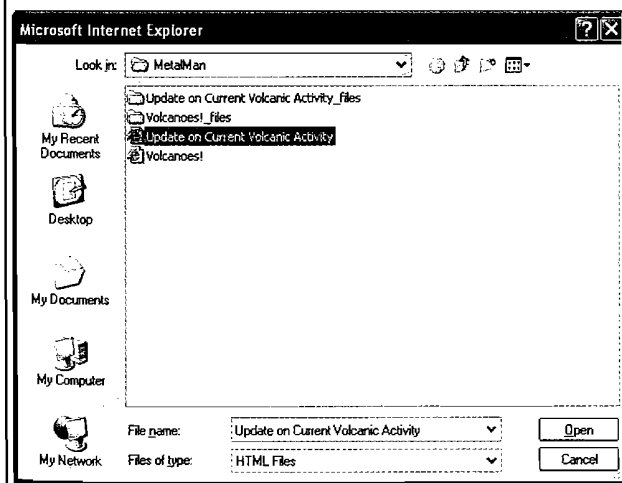 Microsoft Internet Explorer
Look in: MetalMan
Update on Current Volcanic Activity_files
Volcanoes!_files
Update on Current Volcanic Activity
Volcanoes!
My Recent
Documents
Desktop
My Documents
My Computer
My Network
File name: Update on Current Volcanic Activity Open
Files of type: HTML Files Cancel